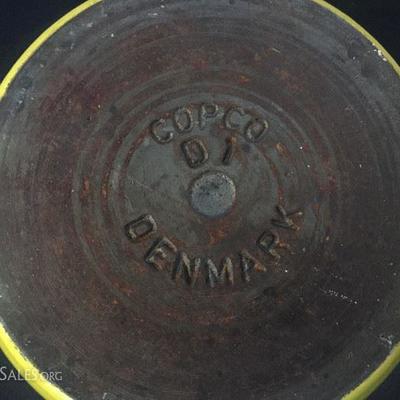 COPCO
D1
DENMARK
SALES.ORG